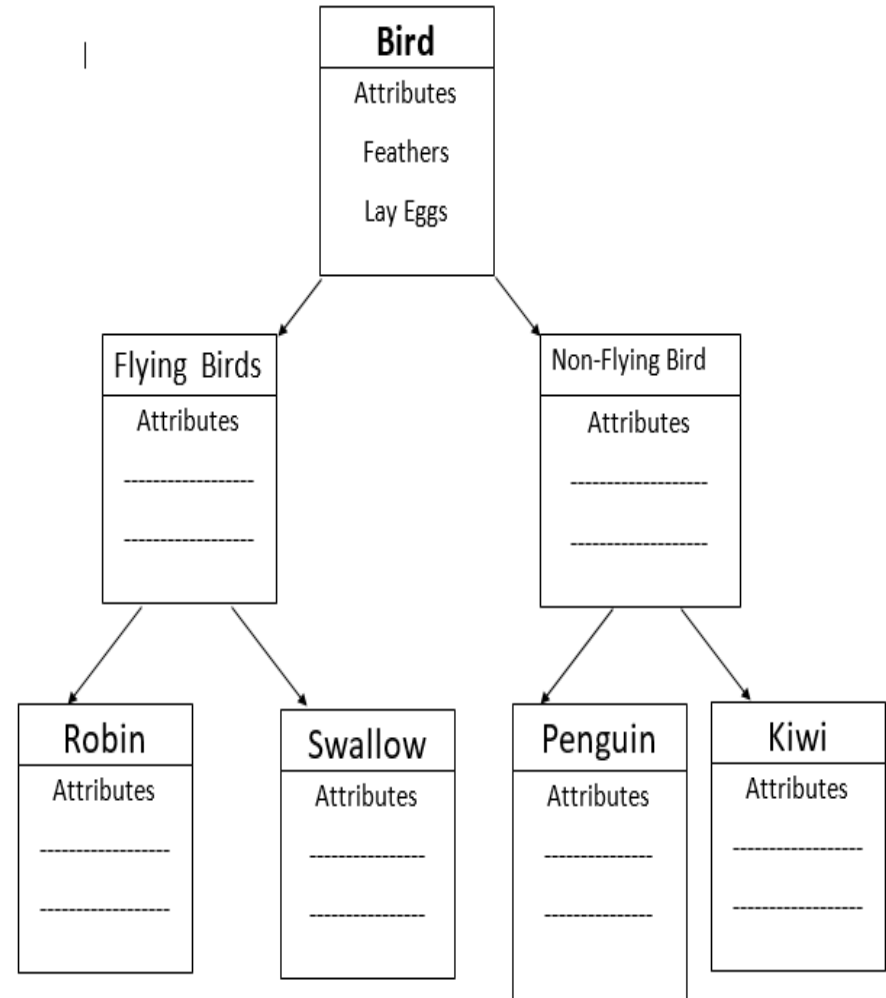 Bird
Attributes
Feathers
Lay Eggs
Flying Birds
Attributes
------------------
------------------
Non-Flying Bird
Attributes
-------------------
-------------------
Robin
Attributes
------------------
------------------
Swallow
Attributes
----------------
----------------
Penguin
Attributes
---------------
---------------
Kiwi
Attributes
------------------
------------------